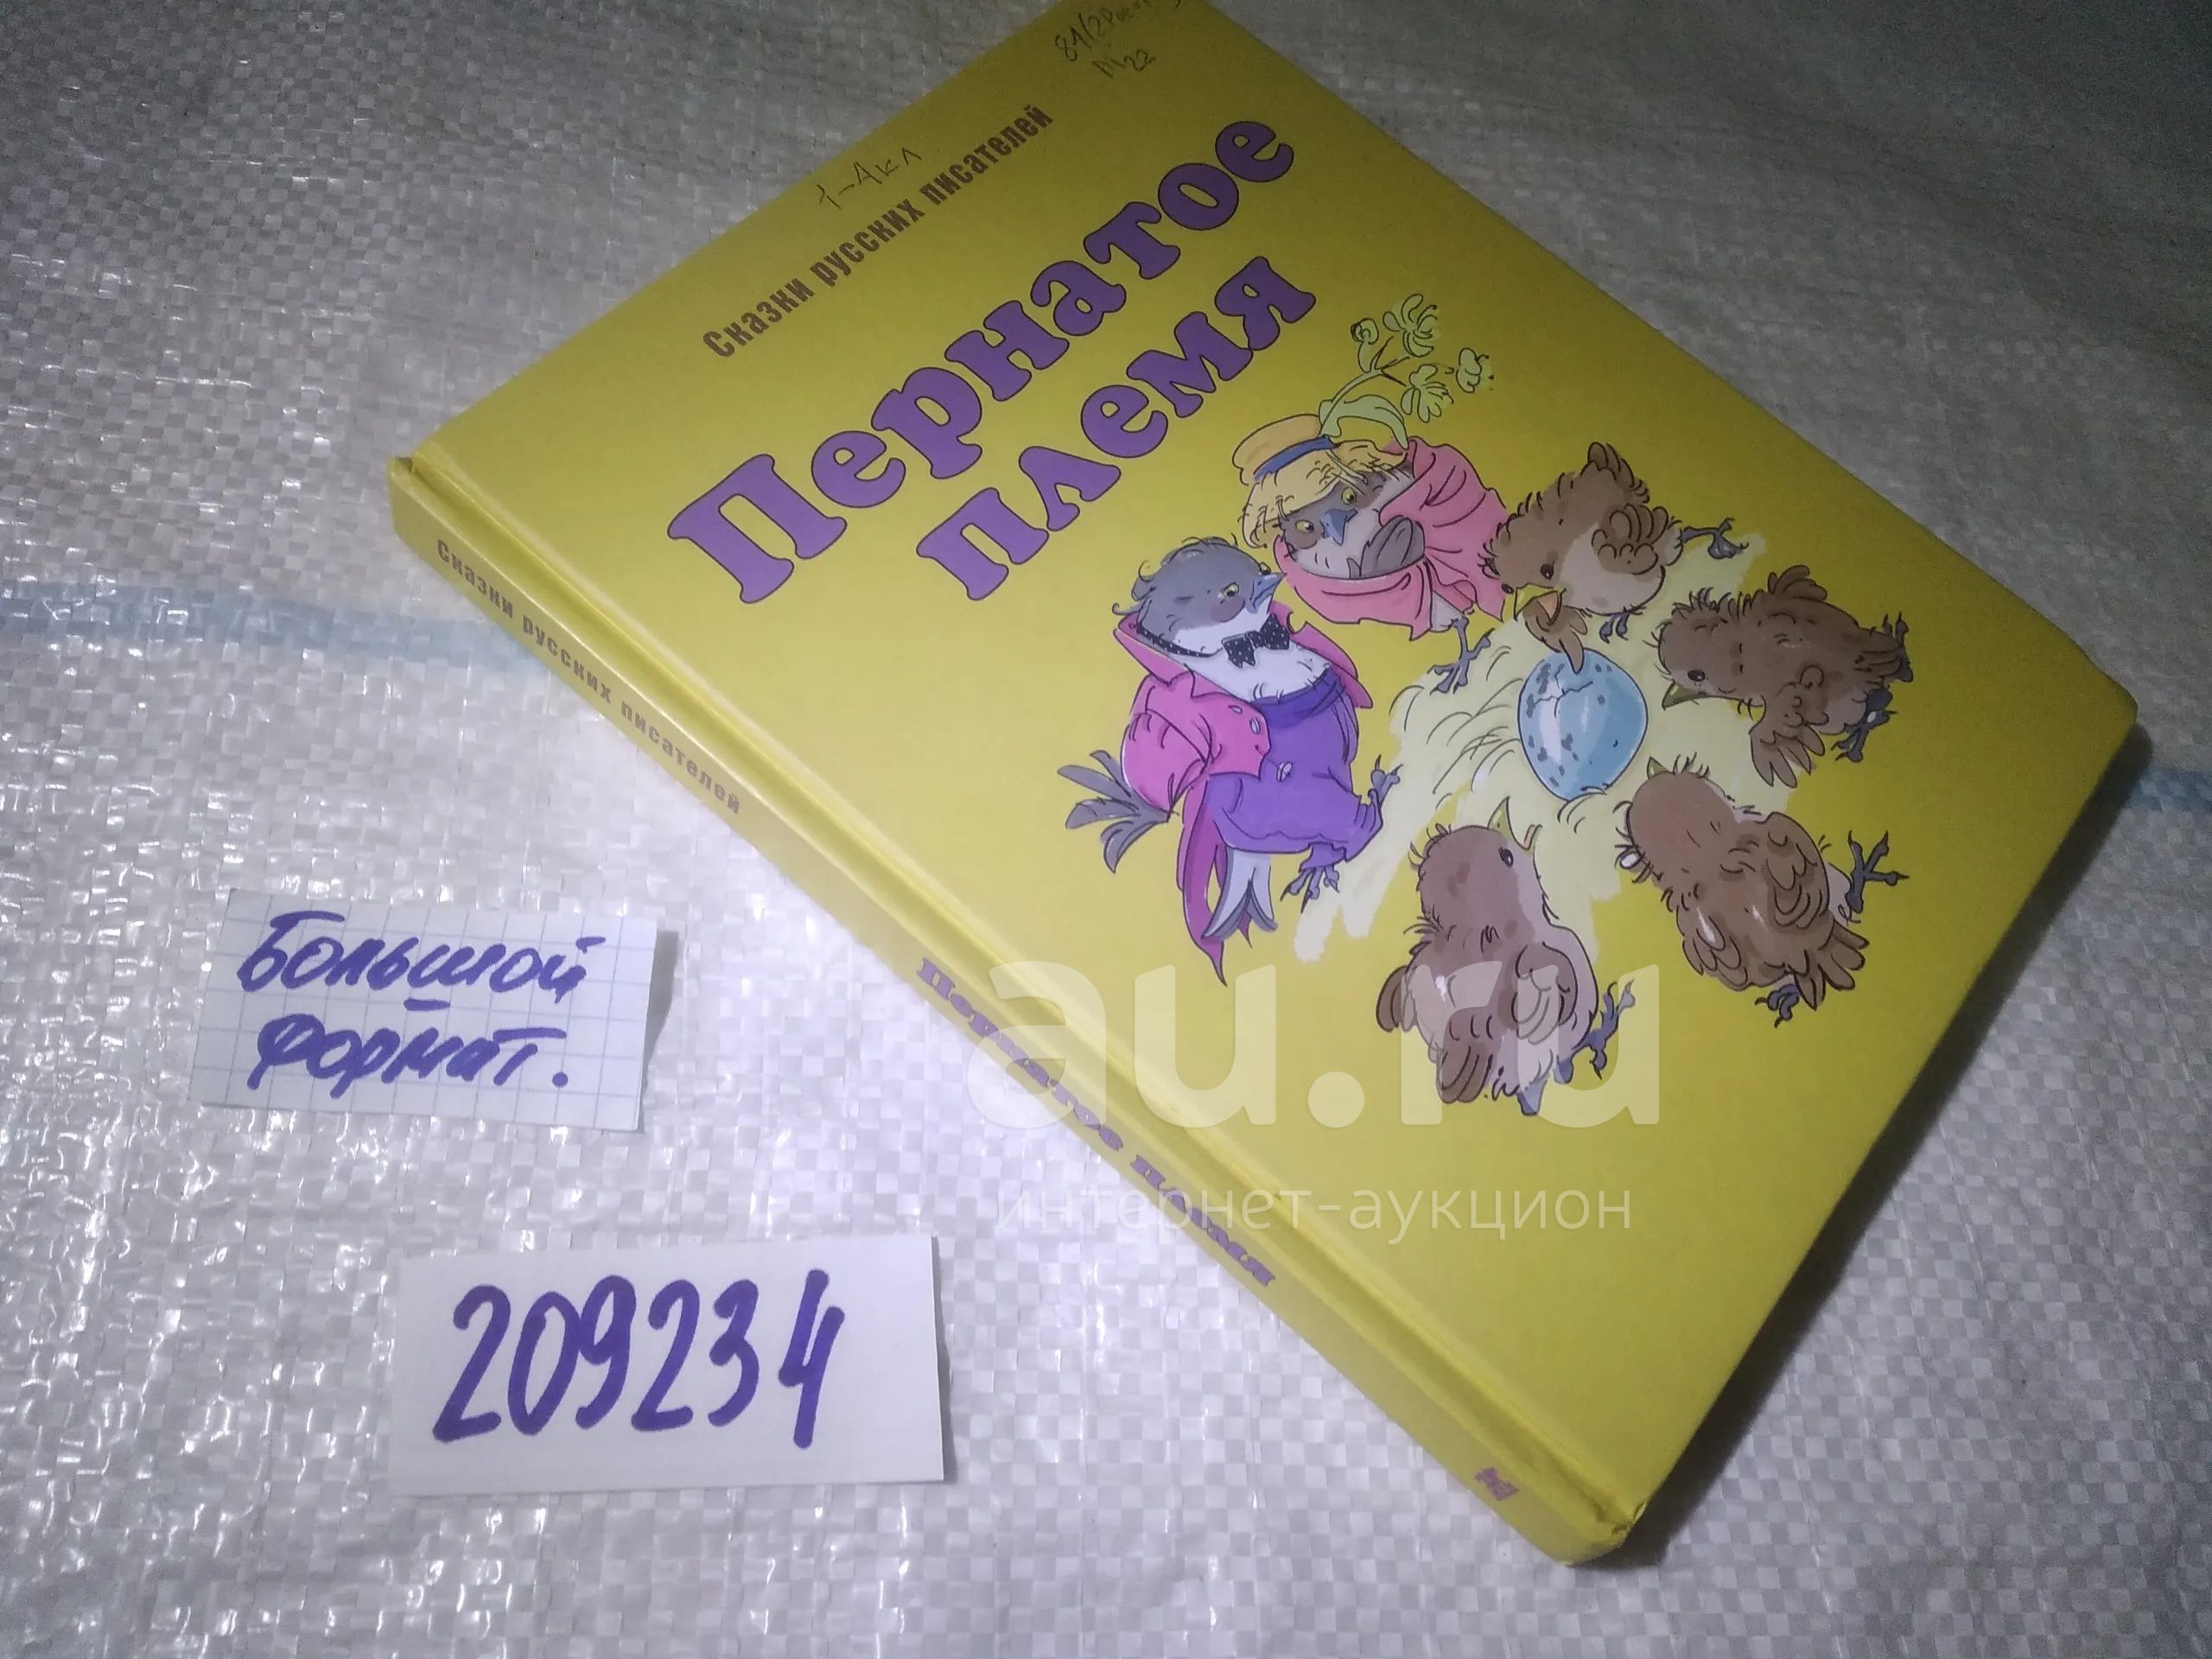 М22
1-Акл
Сказки русских писателей
Пернатое
племя
Сказки русских писателей
Пернатое племя
Большой
формат.
209234
au.ru
интернет-аукцион